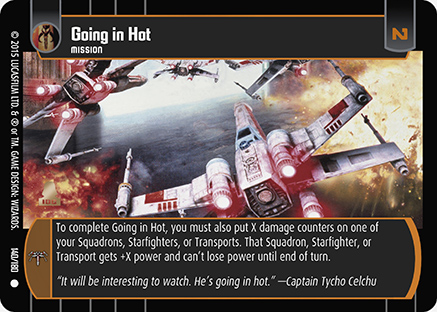 Going in Hot
MISSION
N
To complete Going in Hot, you must also put X damage counters on one of
your Squadrons, Starfighters, or Transports. That Squadron, Starfighter, or
Transport gets +X power and can't lose power until end of turn.
"It will be interesting to watch. He's going in hot." —Captain Tycho Celchu
© 2015 LUCASFILM LTD. & ® or TM. GAME DESIGN: WIZARDS.
140/180